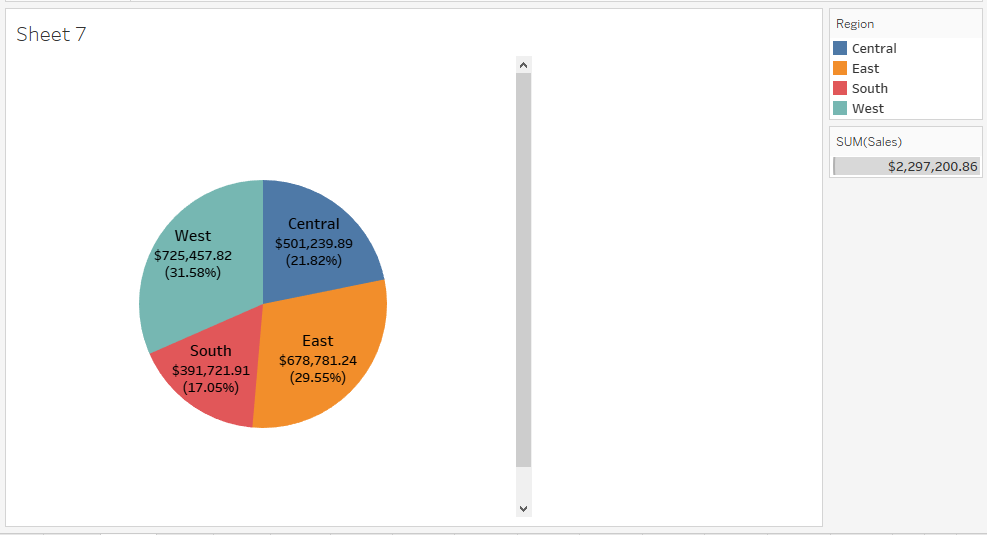 Sheet 7
Region
Central
East
South
West
SUM(Sales)
$2,297,200.86
Central
$501,239.89
(21.82%)
West
$725,457.82
(31.58%)
East
$678,781.24
(29.55%)
South
$391,721.91
(17.05%)